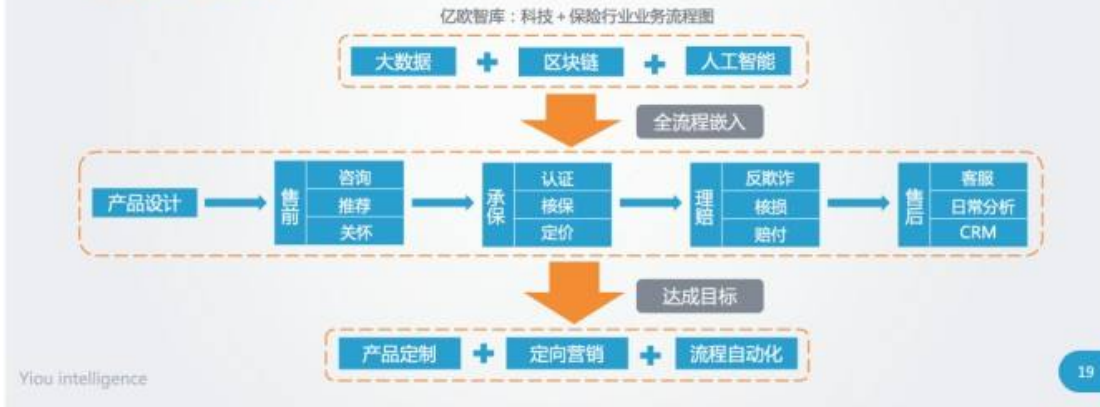 亿欧智库：科技+保险行业业务流程图
大数据 + 区块链 + 人工智能
全流程嵌入
产品设计
售前
咨询
推荐
关怀
承保
认证
核保
定价
理赔
反欺诈
核损
赔付
售后
客服
日常分析
CRM
达成目标
产品定制 + 定向营销 + 流程自动化
Yiou intelligence
19